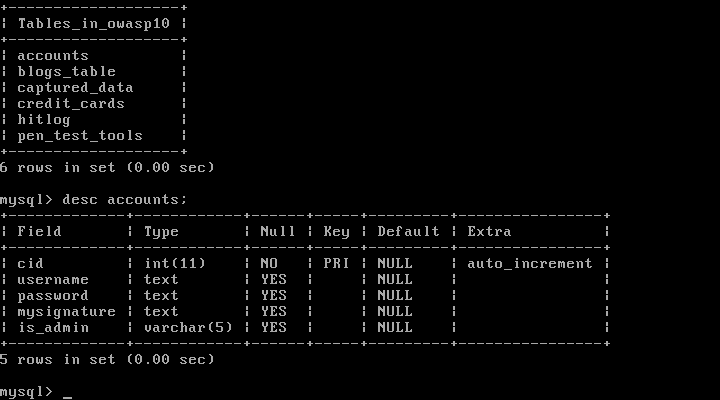 +-------------------+
| Tables_in_owasp10 |
+-------------------+
| accounts          |
| blogs_table       |
| captured_data     |
| credit_cards      |
| hitlog            |
| pen_test_tools    |
+-------------------+
6 rows in set (0.00 sec)
mysql> desc accounts;
+-------------+------------+------+-----+---------+----------------+
| Field       | Type       | Null | Key | Default | Extra          |
+-------------+------------+------+-----+---------+----------------+
| cid         | int(11)    | NO   | PRI | NULL    | auto_increment |
| username    | text       | YES  |     | NULL    |                |
| password    | text       | YES  |     | NULL    |                |
| mysignature | text       | YES  |     | NULL    |                |
| is_admin    | varchar(5) | YES  |     | NULL    |                |
+-------------+------------+------+-----+---------+----------------+
5 rows in set (0.00 sec)
mysql> _